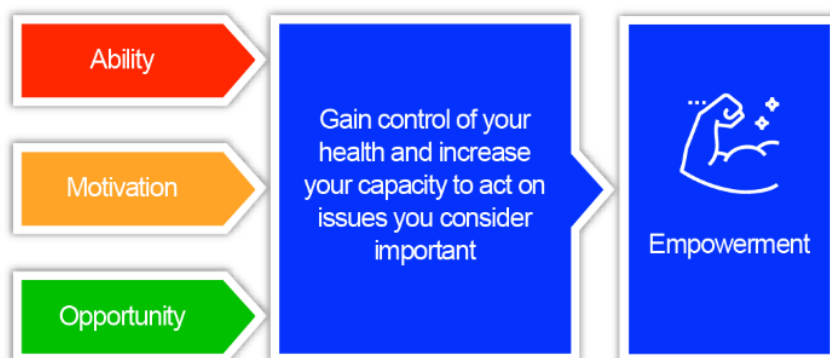 Ability
Motivation
Opportunity
Gain control of your
health and increase
your capacity to act on
issues you consider
important
Empowerment